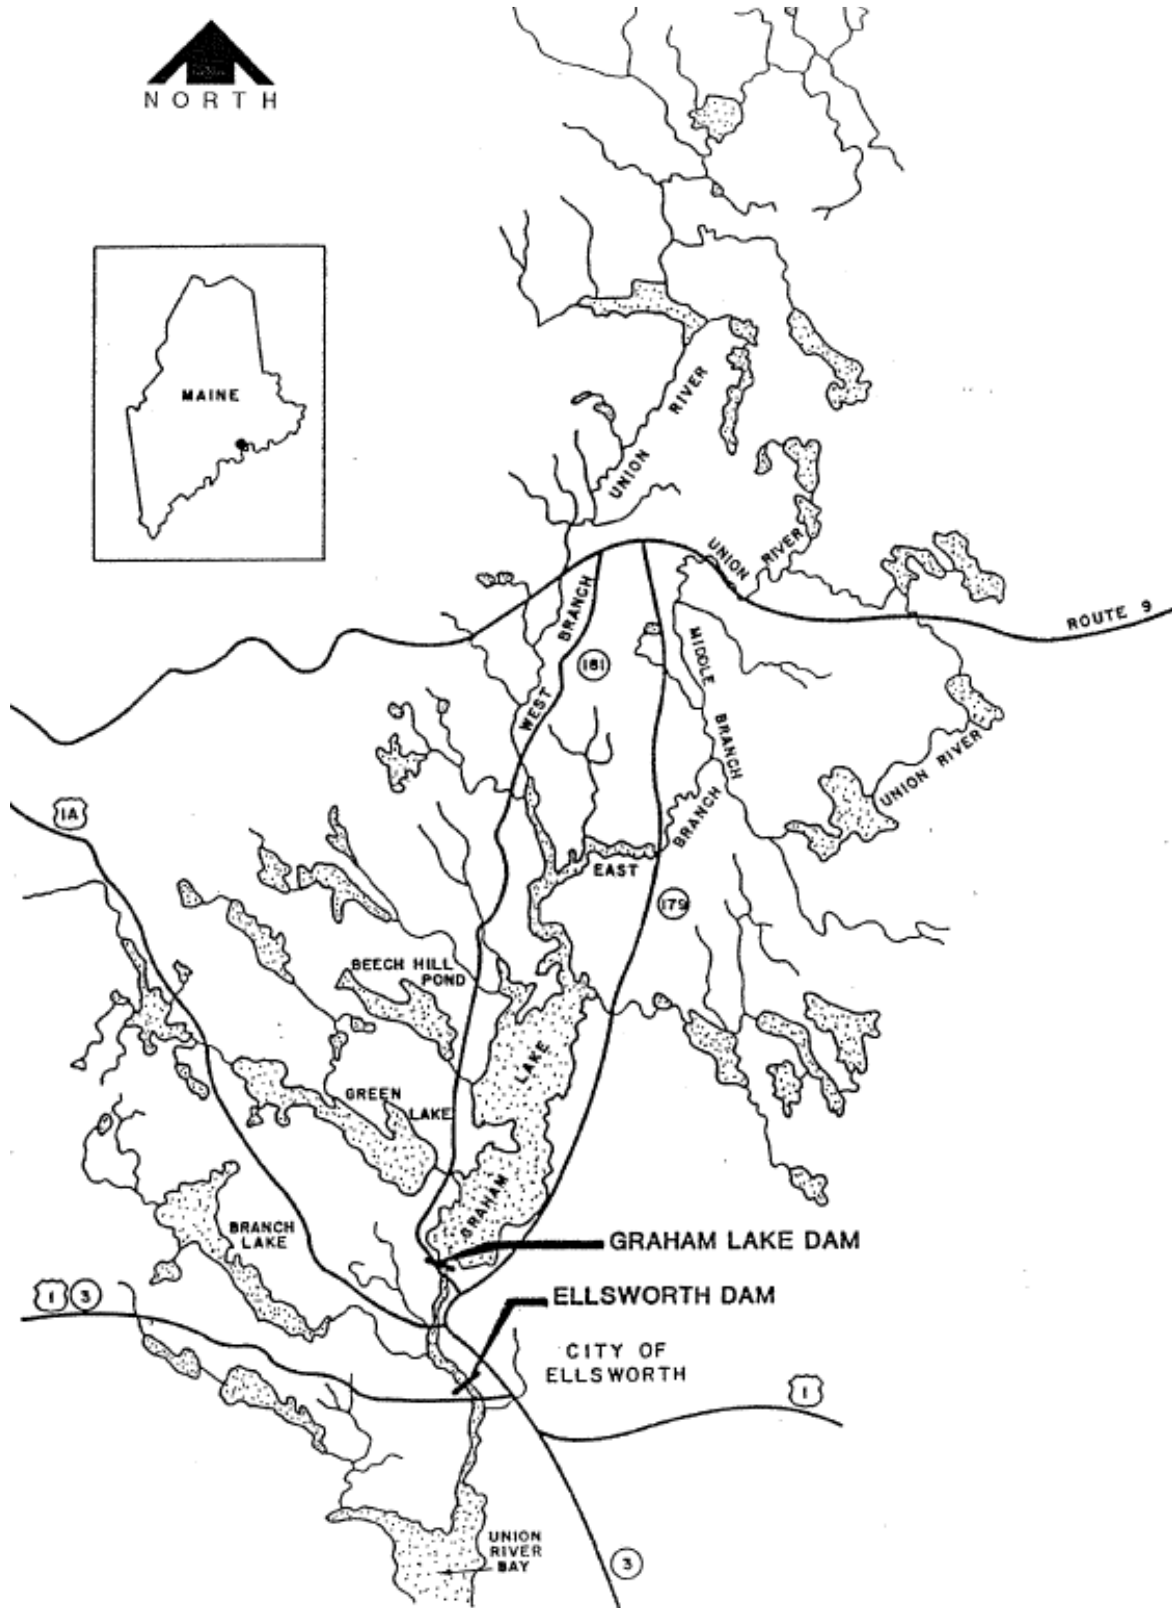 NORTH
MAINE
RIVER
UNION
UNION
RIVER
ROUTE 9
BRANCH
WEST
181
MIDDLE
BRANCH
UNION RIVER
1A
BRANCH
EAST
179
BEECH HILL
POND
LAKE
GREEN
LAKE
GRAHAM
BRANCH
LAKE
GRAHAM LAKE DAM
1
3
ELLSWORTH DAM
CITY OF
ELLSWORTH
1
UNION
RIVER
BAY
3